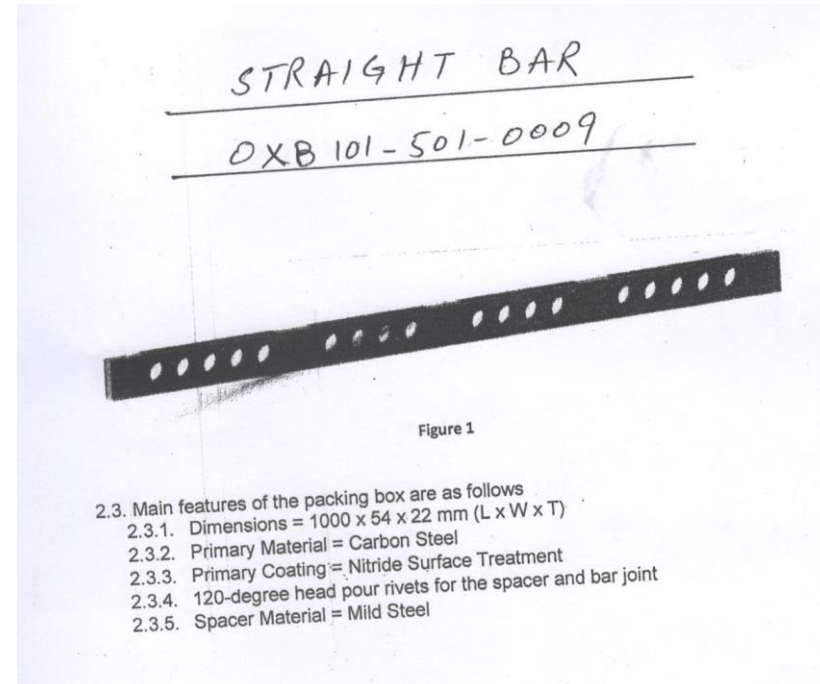 STRAIGHT BAR
OXB 101-501-0009
Figure 1
2.3. Main features of the packing box are as follows
2.3.1. Dimensions = 1000 x 54 x 22 mm (L x W x T)
2.3.2. Primary Material = Carbon Steel
2.3.3. Primary Coating = Nitride Surface Treatment
2.3.4. 120-degree head pour rivets for the spacer and bar joint
2.3.5. Spacer Material = Mild Steel